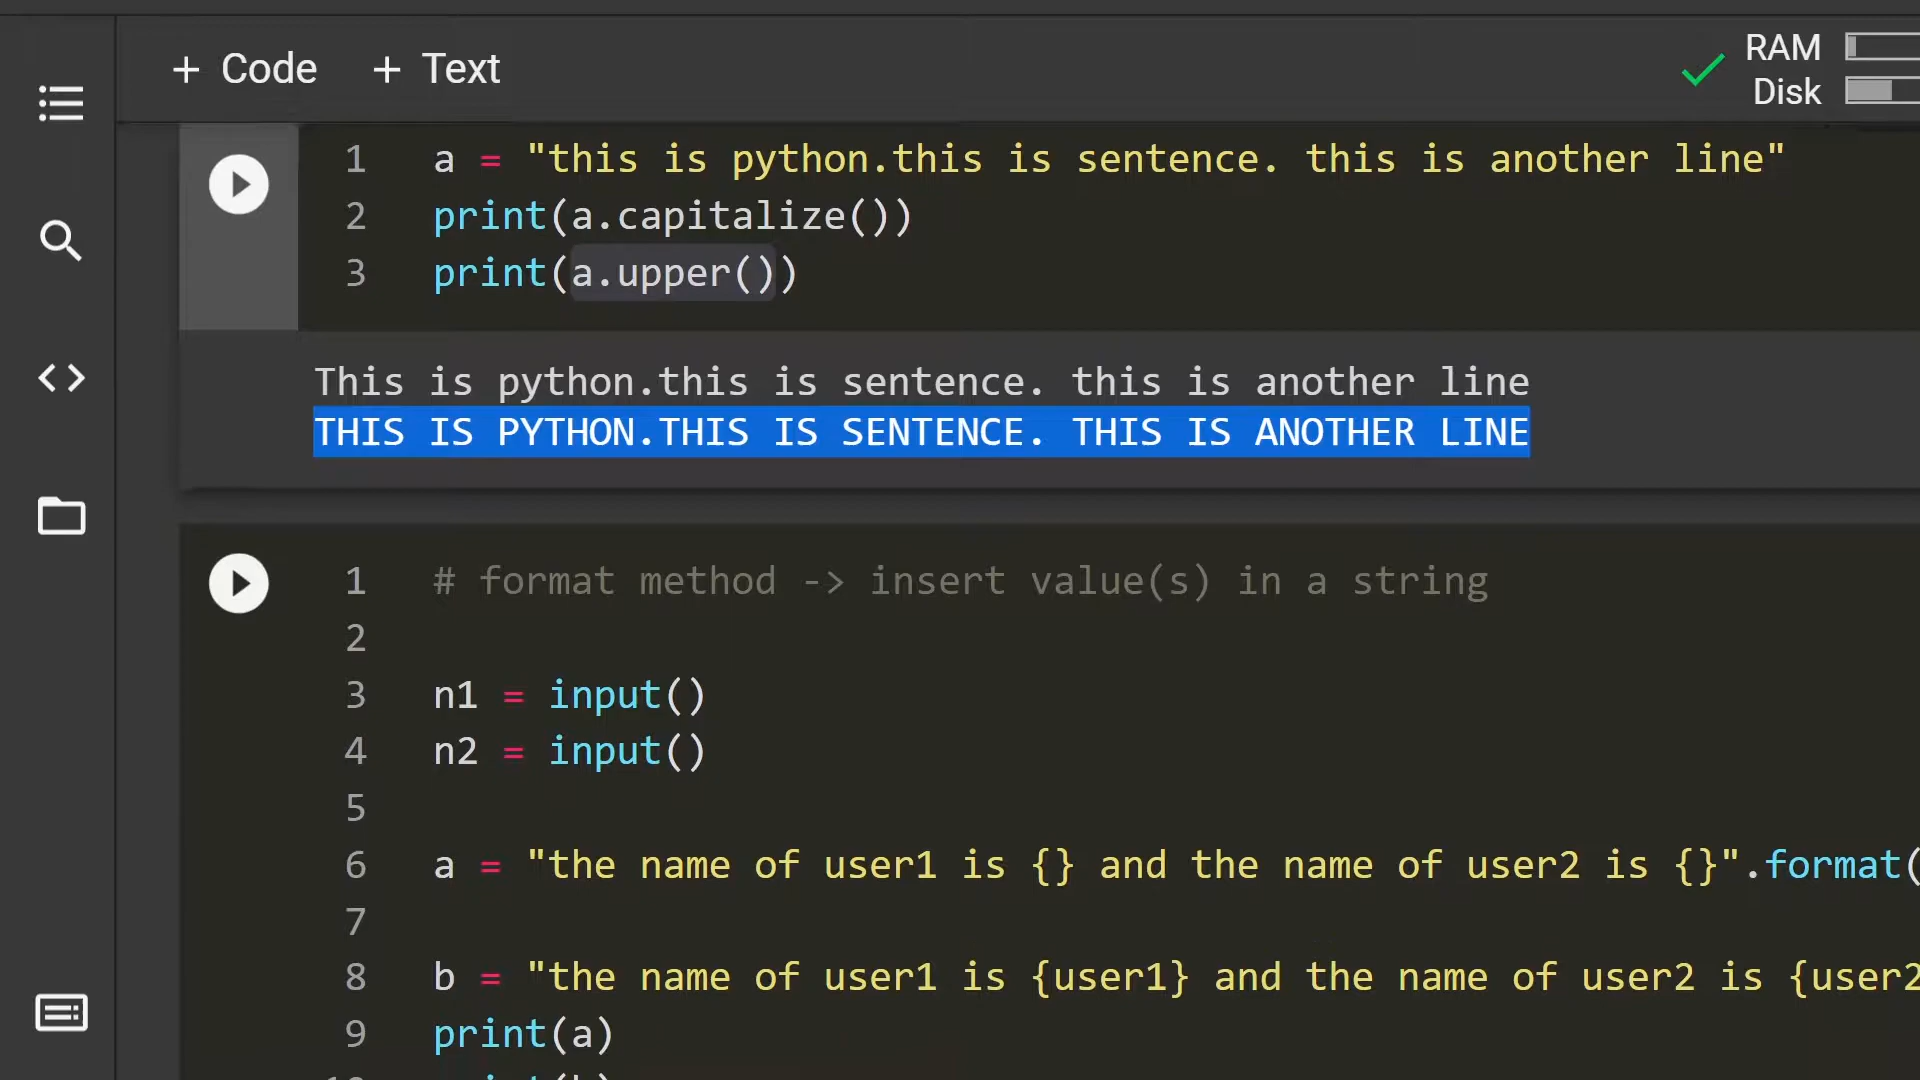 + Code + Text
RAM
Disk
1 a = "this is python.this is sentence. this is another line"
2 print(a.capitalize())
3 print(a.upper())
This is python.this is sentence. this is another line
THIS IS PYTHON.THIS IS SENTENCE. THIS IS ANOTHER LINE
1 # format method -> insert value(s) in a string
2
3 n1 = input()
4 n2 = input()
5
6 a = "the name of user1 is {} and the name of user2 is {}".format(
7
8 b = "the name of user1 is {user1} and the name of user2 is {user2
9 print(a)